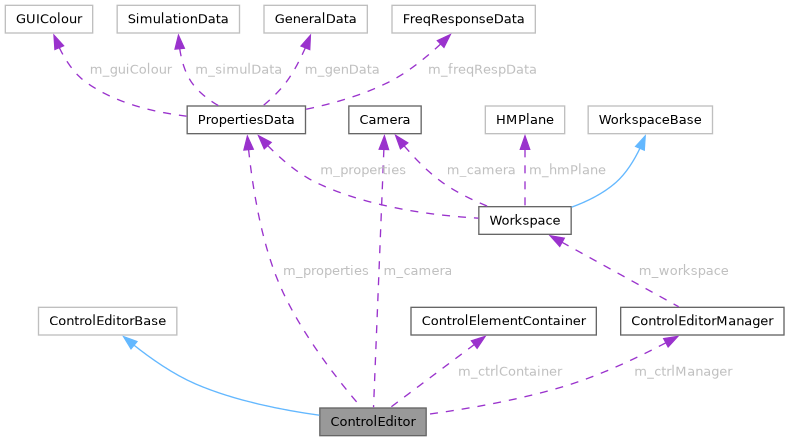 GUIColour
SimulationData
GeneralData
FreqResponseData
m_guiColour
m_simulData
m_genData
m_freqRespData
PropertiesData
Camera
HMPlane
WorkspaceBase
m_properties
m_camera
m_hmPlane
Workspace
m_properties
m_camera
m_workspace
ControlEditorBase
ControlElementContainer
ControlEditorManager
m_ctrlContainer
m_ctrlManager
ControlEditor